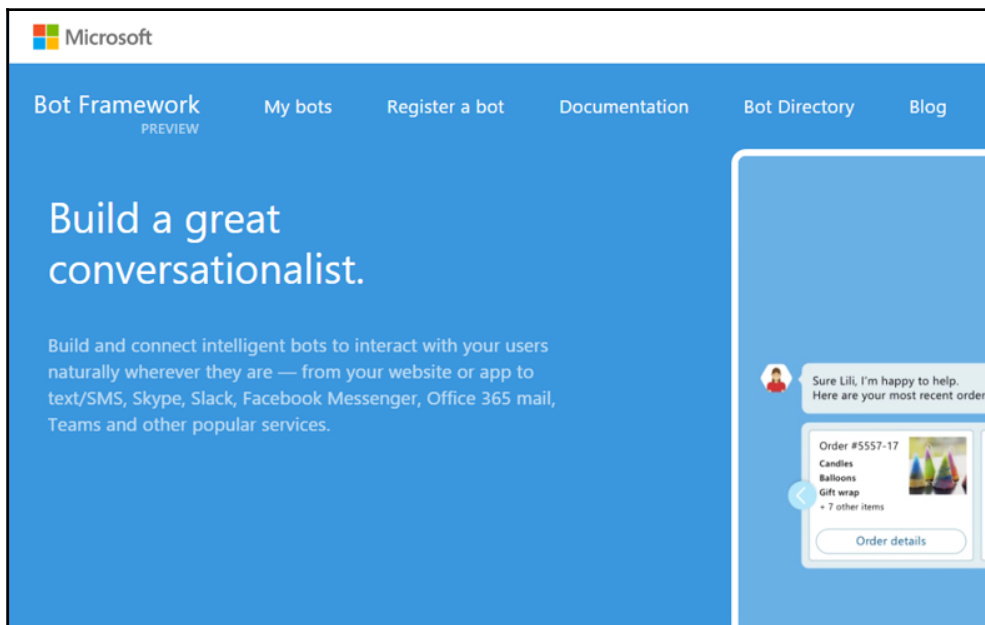 Microsoft
Bot Framework My bots Register a bot Documentation Bot Directory Blog
PREVIEW
Build a great
conversationalist.
Build and connect intelligent bots to interact with your users
naturally wherever they are — from your website or app to
text/SMS, Skype, Slack, Facebook Messenger, Office 365 mail,
Teams and other popular services.
Sure Lili, I'm happy to help.
Here are your most recent order
Order #5557-17
Candles
Balloons
Gift wrap
+ 7 other items
Order details